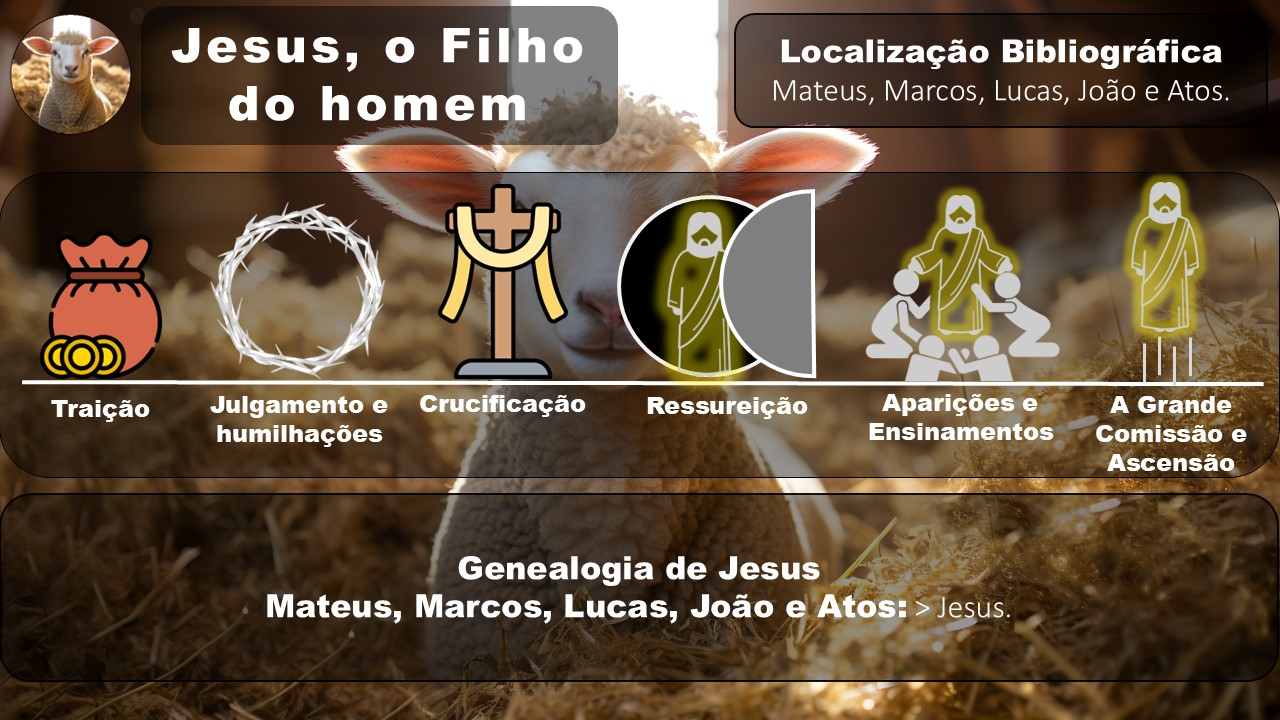 Jesus, o Filho
do homem
Localização Bibliográfica
Mateus, Marcos, Lucas, João e Atos.
Traição
Julgamento e
humilhações
Crucificação
Ressureição
Aparições e
Ensinamentos
A Grande
Comissão e
Ascensão
Genealogia de Jesus
Mateus, Marcos, Lucas, João e Atos: > Jesus.